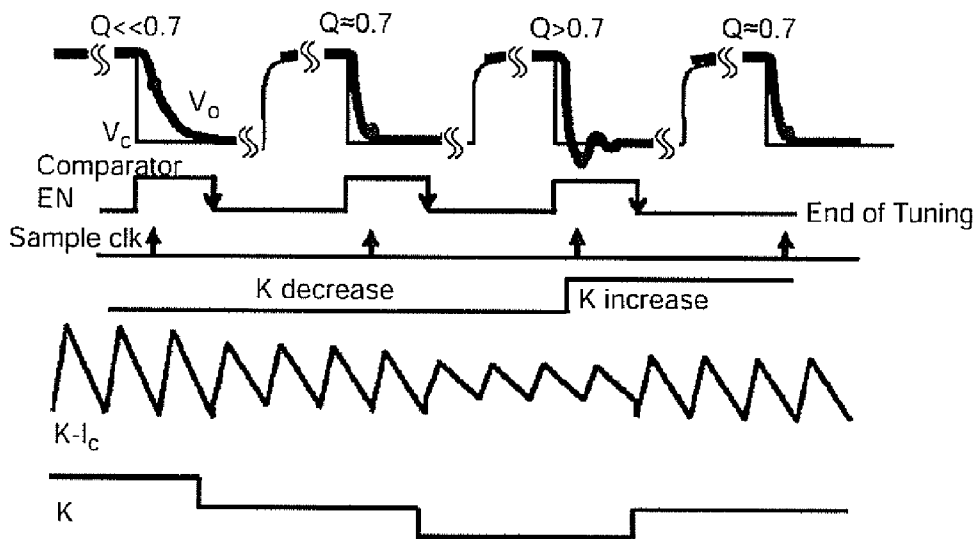 Q<<0.7 Q≈0.7 Q>0.7 Q≈0.7
Vo
Vc
Comparator
EN
End of Tuning
Sample clk
K decrease
K increase
K-Ic
K